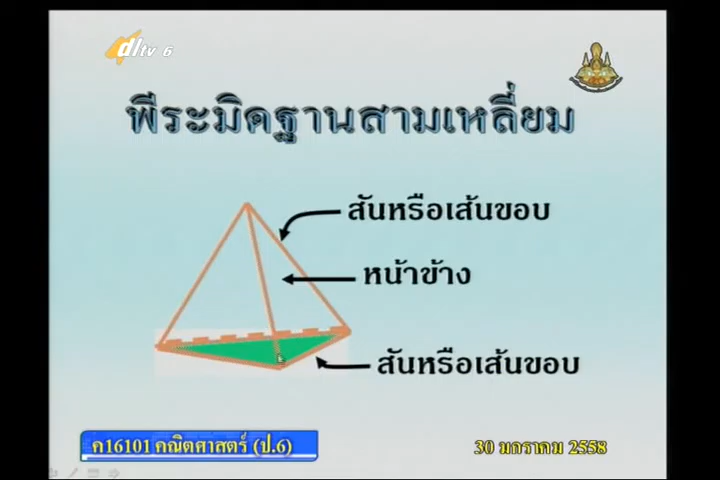 dltv 6
พีระมิดฐานสามเหลี่ยม
สันหรือเส้นขอบ
หน้าข้าง
สันหรือเส้นขอบ
ค16101 คณิตศาสตร์ (ป.6)
30 มกราคม 2558